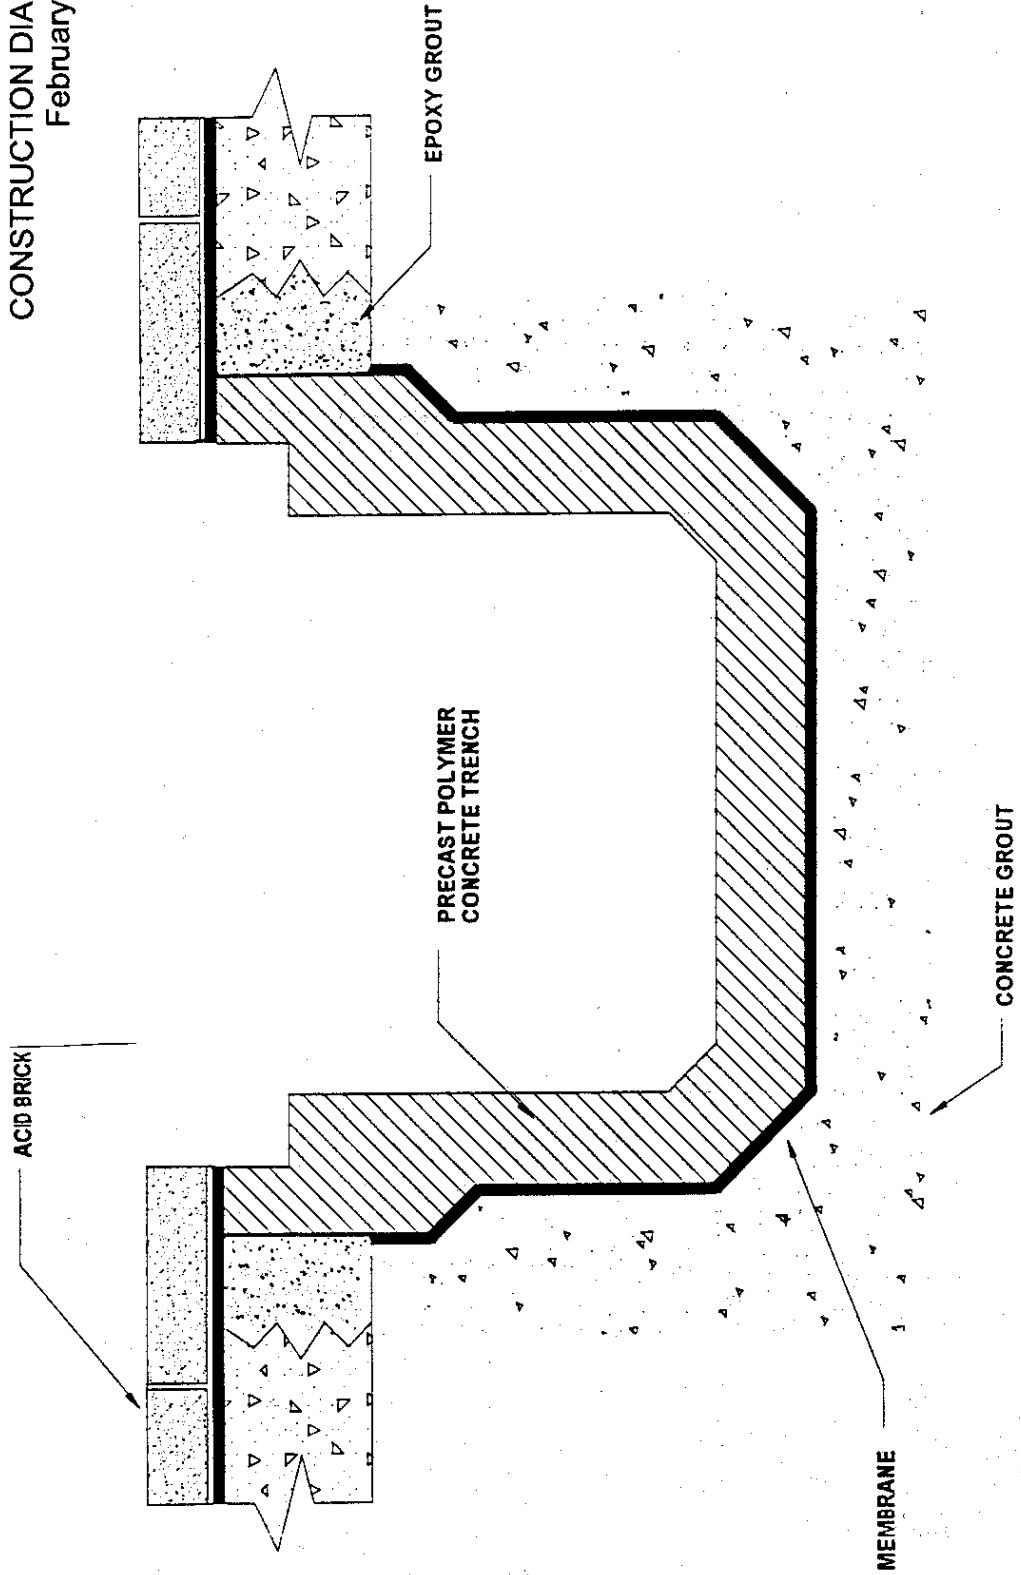 CONSTRUCTION DIA
February
ACID BRICK
EPOXY GROUT
PRECAST POLYMER
CONCRETE TRENCH
MEMBRANE
CONCRETE GROUT